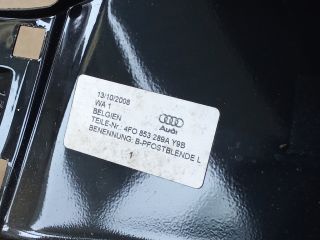 13/10/2008
WA 1
BELGIEN
Audi
TEILE-Nr.: 4F0 853 289A Y9B
BENENNUNG: B-PFOSTBLENDE L
1